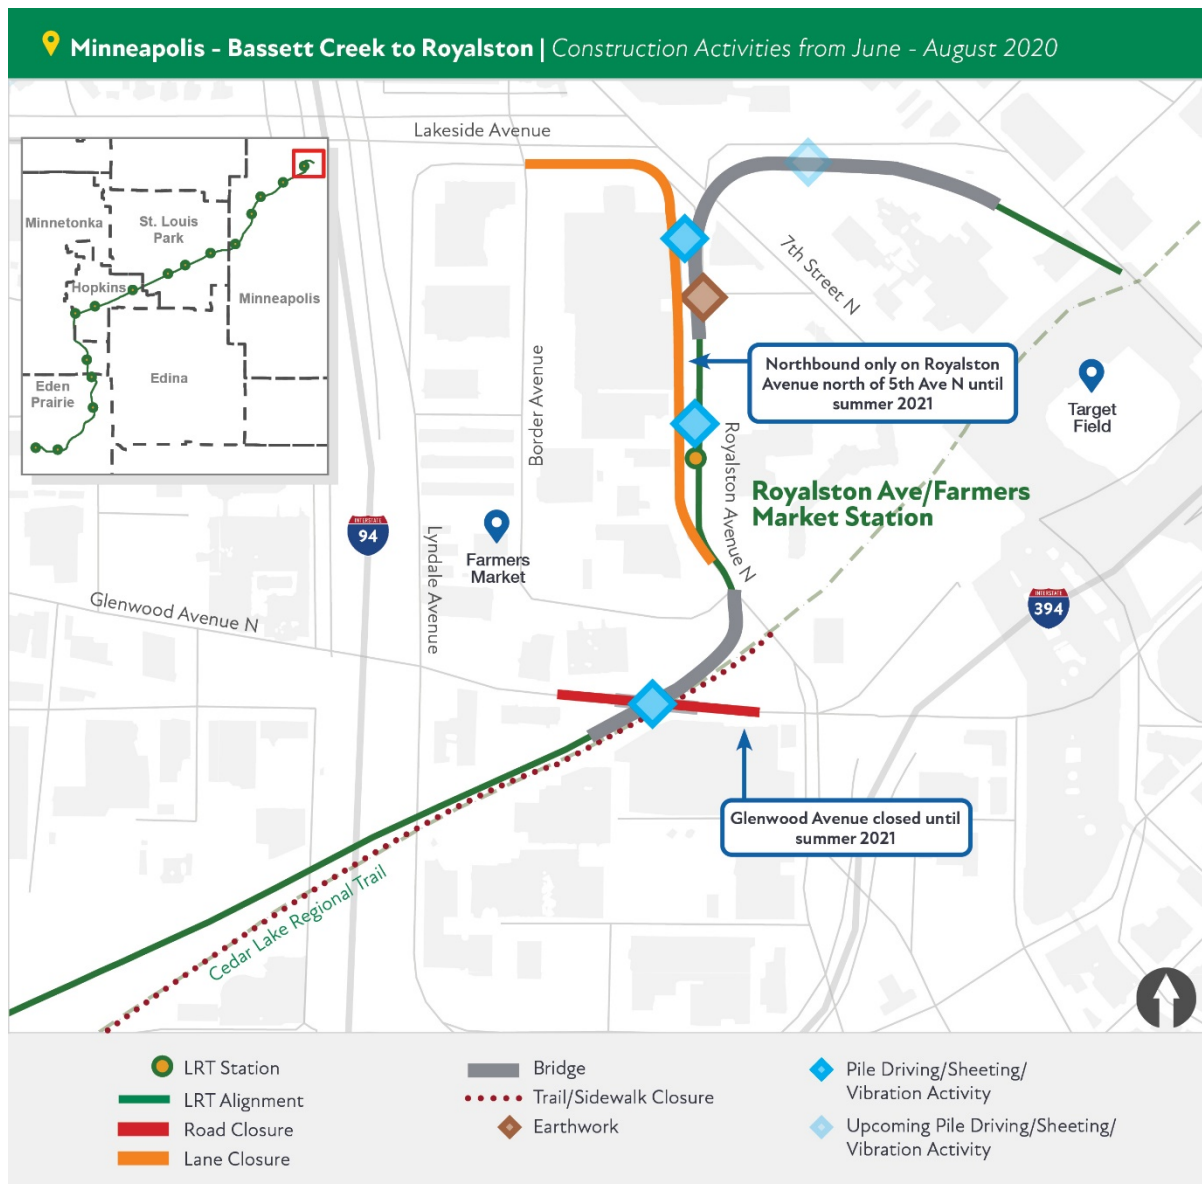 Minneapolis - Bassett Creek to Royalston | Construction Activities from June - August 2020
Lakeside Avenue
Minnetonka
St. Louis
Park
Hopkins
Minneapolis
Edina
Eden
Prairie
7th Street N
Northbound only on Royalston
Avenue north of 5th Ave N until
summer 2021
Target
Field
Border Avenue
Royalston Avenue N
Royalston Ave/Farmers
Market Station
INTERSTATE
94
Farmers
Market
Lyndale Avenue
INTERSTATE
394
Glenwood Avenue N
Glenwood Avenue closed until
summer 2021
Cedar Lake Regional Trail
LRT Station
LRT Alignment
Road Closure
Lane Closure
Bridge
Trail/Sidewalk Closure
Earthwork
Pile Driving/Sheeting/
Vibration Activity
Upcoming Pile Driving/Sheeting/
Vibration Activity